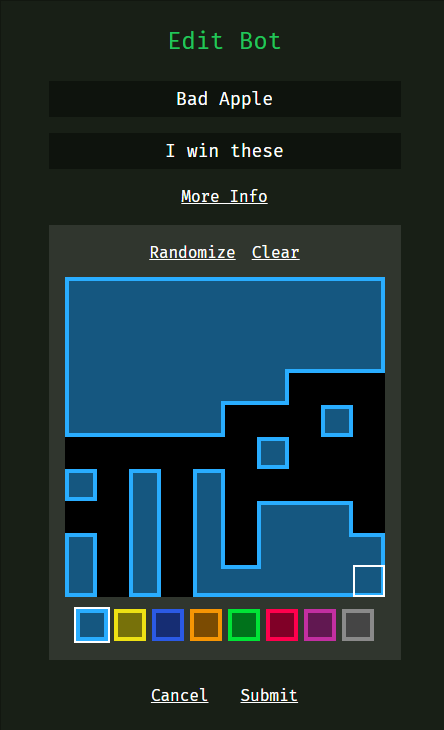 Edit Bot
Bad Apple
I win these
More Info
Randomize Clear
Cancel Submit